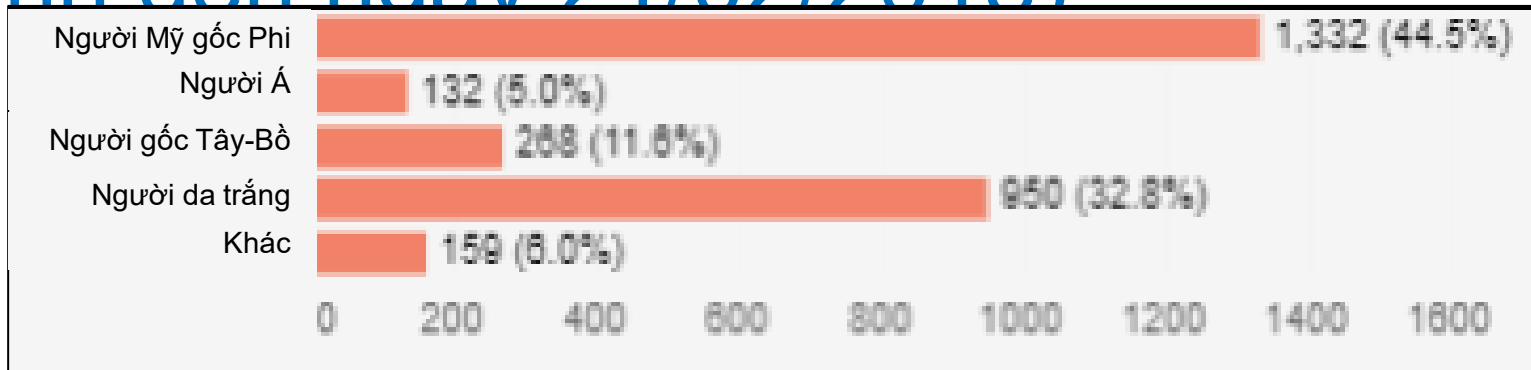 Người Mỹ gốc Phi 1,332 (44.5%)
Người Á 132 (5.0%)
Người gốc Tây-Bồ 268 (11.6%)
Người da trắng 950 (32.8%)
Khác 159 (6.0%)
0 200 400 600 800 1000 1200 1400 1600